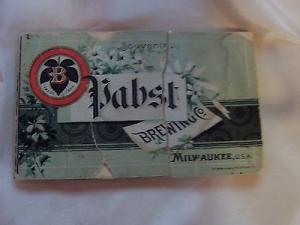 Souvenir
B
Pabst
BREWING Co
MILWAUKEE, U.S.A.